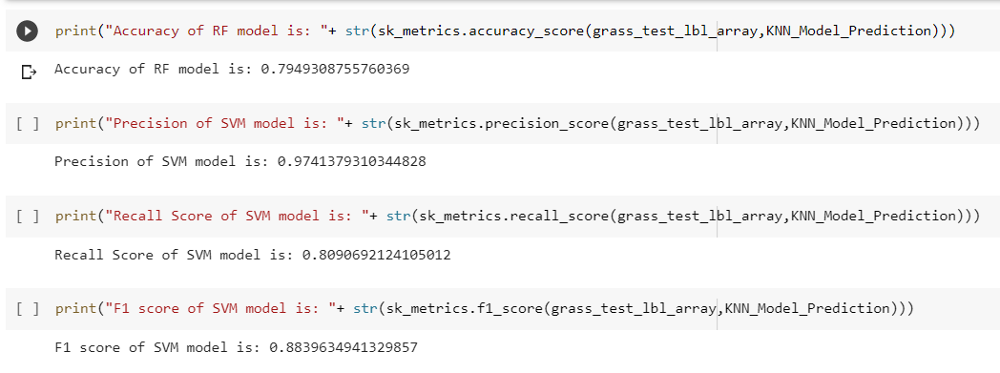 print("Accuracy of RF model is: "+ str(sk_metrics.accuracy_score(grass_test_lbl_array,KNN_Model_Prediction)))
Accuracy of RF model is: 0.7949308755760369
[ ] print("Precision of SVM model is: "+ str(sk_metrics.precision_score(grass_test_lbl_array,KNN_Model_Prediction)))
Precision of SVM model is: 0.9741379310344828
[ ] print("Recall Score of SVM model is: "+ str(sk_metrics.recall_score(grass_test_lbl_array,KNN_Model_Prediction)))
Recall Score of SVM model is: 0.8090692124105012
[ ] print("F1 score of SVM model is: "+ str(sk_metrics.f1_score(grass_test_lbl_array,KNN_Model_Prediction)))
F1 score of SVM model is: 0.8839634941329857